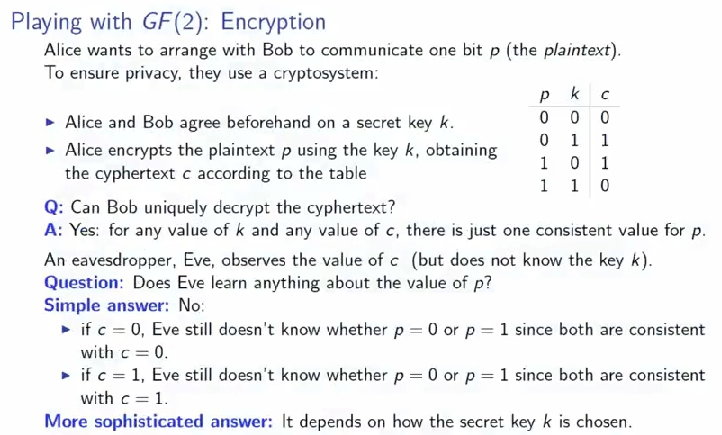 Playing with GF(2): Encryption
Alice wants to arrange with Bob to communicate one bit p (the plaintext).
To ensure privacy, they use a cryptosystem:
▸ Alice and Bob agree beforehand on a secret key k.
▸ Alice encrypts the plaintext p using the key k, obtaining
the cyphertext c according to the table
p k c
0 0 0
0 1 1
1 0 1
1 1 0
Q: Can Bob uniquely decrypt the cyphertext?
A: Yes: for any value of k and any value of c, there is just one consistent value for p.
An eavesdropper, Eve, observes the value of c (but does not know the key k).
Question: Does Eve learn anything about the value of p?
Simple answer: No:
▸ if c = 0, Eve still doesn't know whether p = 0 or p = 1 since both are consistent
with c = 0.
▸ if c = 1, Eve still doesn't know whether p = 0 or p = 1 since both are consistent
with c = 1.
More sophisticated answer: It depends on how the secret key k is chosen.